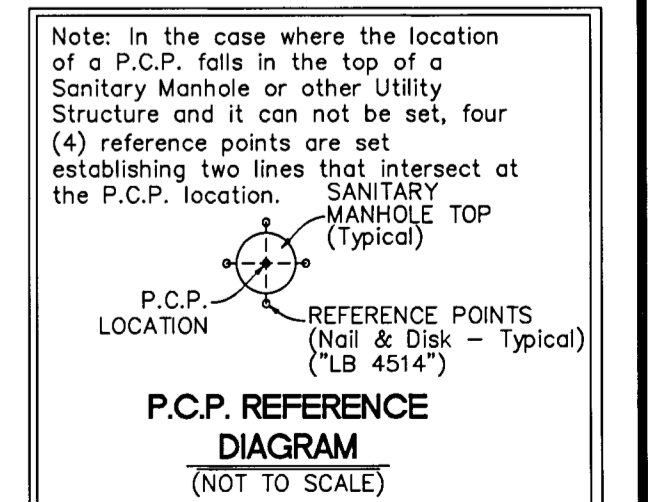 Note: In the case where the location
of a P.C.P. falls in the top of a
Sanitary Manhole or other Utility
Structure and it can not be set, four
(4) reference points are set
establishing two lines that intersect at
the P.C.P. location.
SANITARY
MANHOLE TOP
(Typical)
P.C.P.
LOCATION
REFERENCE POINTS
(Nail & Disk – Typical)
("LB 4514")
P.C.P. REFERENCE
DIAGRAM
(NOT TO SCALE)